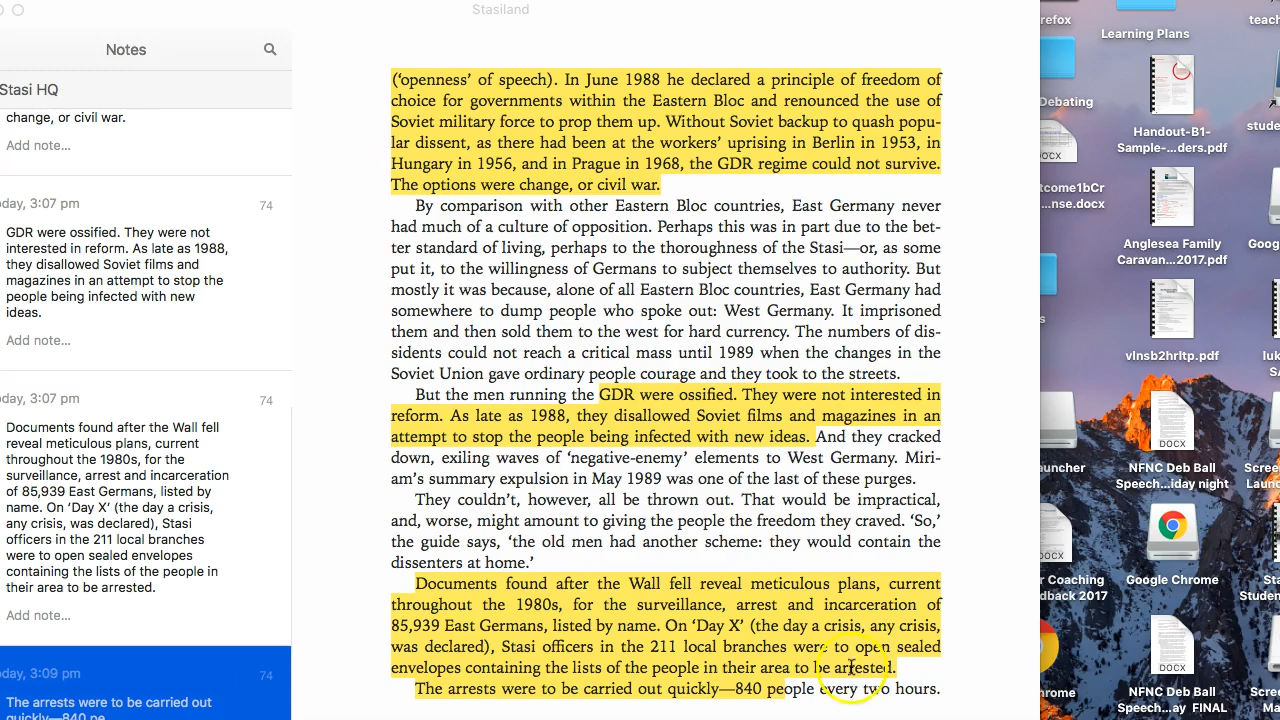 Stasiland
Notes
Stasi HQ
change, or civil war.
Add note...
oday, 3:07 pm
74
GDR were ossified. They were not
interested in reform. As late as 1988,
they disallowed Soviet films and
magazines in an attempt to stop the
people being infected with new
ideas.
Add note...
oday, 3:07 pm
74
Documents found after the Wall fell
reveal meticulous plans, current
throughout the 1980s, for the
surveillance, arrest and incarceration
of 85,939 East Germans, listed by
name. On ‘Day X’ (the day a crisis,
any crisis, was declared), Stasi
officers in the 211 local branches
were to open sealed envelopes
containing the lists of the people in
their area to be arrested.
Add note...
oday, 3:09 pm
74
The arrests were to be carried out
quickly—840 pe
(‘openness’ of speech). In June 1988 he declared a principle of freedom of
choice for governments within the Eastern Bloc and renounced the use of
Soviet military force to prop them up. Without Soviet backup to quash popu-
lar dissent, as there had been at the workers’ uprising in Berlin in 1953, in
Hungary in 1956, and in Prague in 1968, the GDR regime could not survive.
The options were change, or civil war.
By comparison with other Eastern Bloc countries, East Germany never
had much of a culture of opposition. Perhaps this was in part due to the bet-
ter standard of living, perhaps to the thoroughness of the Stasi—or, as some
put it, to the willingness of Germans to subject themselves to authority. But
mostly it was because, alone of all Eastern Bloc countries, East Germany had
somewhere to dump people who spoke out: West Germany. It imprisoned
them and then sold them to the west for hard currency. The numbers of dis-
sidents could not reach a critical mass until 1989 when the changes in the
Soviet Union gave ordinary people courage and they took to the streets.
But the men running the GDR were ossified. They were not interested in
reform. As late as 1988, they disallowed Soviet films and magazines in an
attempt to stop the people being infected with new ideas. And they cracked
down, exiling waves of ‘negative-enemy’ elements to West Germany. Miri-
am’s summary expulsion in May 1989 was one of the last of these purges.
They couldn’t, however, all be thrown out. That would be impractical,
and, worse, might amount to giving the people the freedom they craved. ‘So,’
the guide says, ‘the old men had another scheme: they would contain the
dissenters at home.’
Documents found after the Wall fell reveal meticulous plans, current
throughout the 1980s, for the surveillance, arrest and incarceration of
85,939 East Germans, listed by name. On ‘Day X’ (the day a crisis, any crisis,
was declared), Stasi officers in the 211 local branches were to open sealed
envelopes containing the lists of the people in their area to be arrested.
The arrests were to be carried out quickly—840 people every two hours.
refox
Learning Plans
teach
Debating
Handout-B1-
Sample-...ders.pdf
stude
DOCX
tcome1bCr
...nse.docx
Anglesea Family
Caravan...2017.pdf
Goog
s
vlnsb2hrltp.pdf
luk
SA
DOCX
auncher
NFNC Deb Ball
Speech...iday night
Scree
Laun
DOCX
r Coaching
dback 2017
Google Chrome
Stude
DOCX
hrome
NFNC Deb Ball
Speech...ay FINAL
Scree
Ma